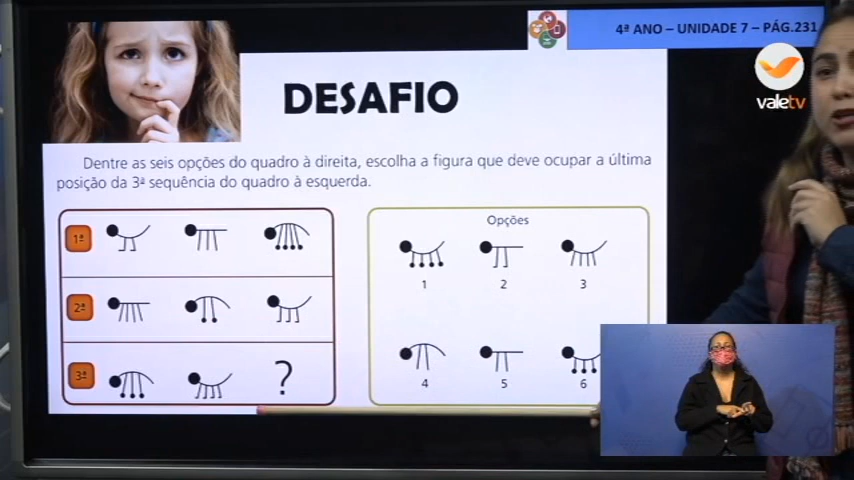 4ª ANO – UNIDADE 7 – PÁG.231
valetv
DESAFIO
Dentre as seis opções do quadro à direita, escolha a figura que deve ocupar a última
posição da 3ª sequência do quadro à esquerda.
1ª
2ª
3ª
?
Opções
1
2
3
4
5
6